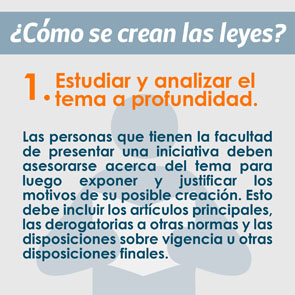 ¿Cómo se crean las leyes?
1. Estudiar y analizar el
tema a profundidad.
Las personas que tienen la facultad
de presentar una iniciativa deben
asesorarse acerca del tema para
luego exponer y justificar los
motivos de su posible creación. Esto
debe incluir los artículos principales,
las derogatorias a otras normas y las
disposiciones sobre vigencia u otras
disposiciones finales.